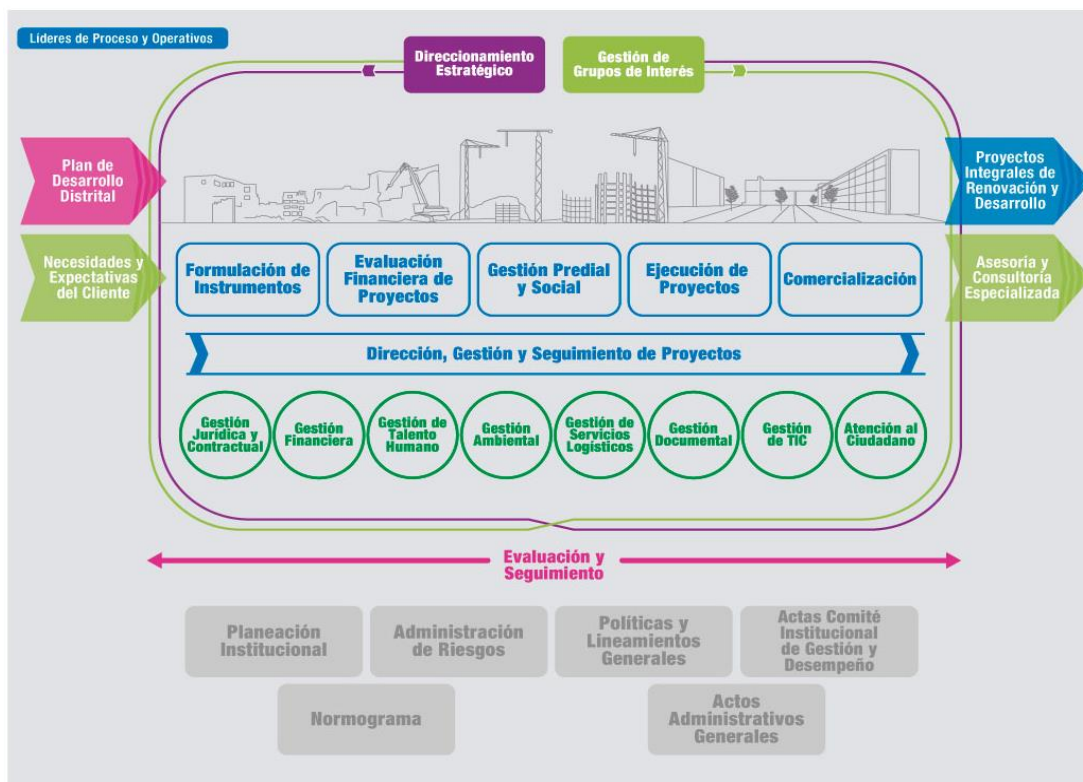 Líderes de Proceso y Operativos
Direccionamiento
Estratégico
Gestión de
Grupos de Interés
Plan de
Desarrollo
Distrital
Proyectos
Integrales de
Renovación y
Desarrollo
Necesidades y
Expectativas
del Cliente
Formulación de
Instrumentos
Evaluación
Financiera de
Proyectos
Gestión Predial
y Social
Ejecución de
Proyectos
Comercialización
Asesoría y
Consultoría
Especializada
Dirección, Gestión y Seguimiento de Proyectos
Gestión
Jurídica y
Contractual
Gestión
Financiera
Gestión de
Talento
Humano
Gestión
Ambiental
Gestión de
Servicios
Logísticos
Gestión
Documental
Gestión
de TIC
Atención al
Ciudadano
Evaluación y
Seguimiento
Planeación
Institucional
Administración
de Riesgos
Políticas y
Lineamientos
Generales
Actas Comité
Institucional
de Gestión y
Desempeño
Normograma
Actos
Administrativos
Generales